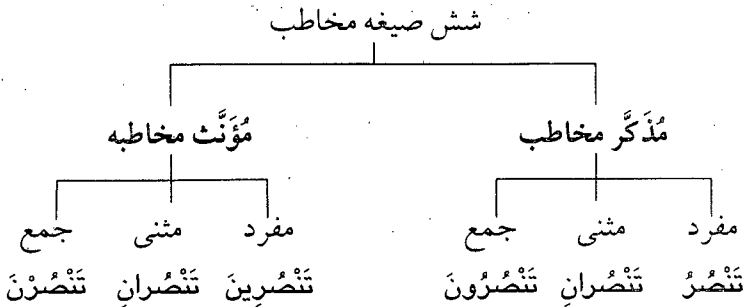 شش صیغه مخاطب
مُذَکَّر مخاطب مُؤَنَّث مخاطبه
مفرد مثنی جمع مفرد مثنی جمع
تَنْصُرُ تَنْصُرانِ تَنْصُرُونَ تَنْصُرِینَ تَنْصُرانِ تَنْصُرْنَ